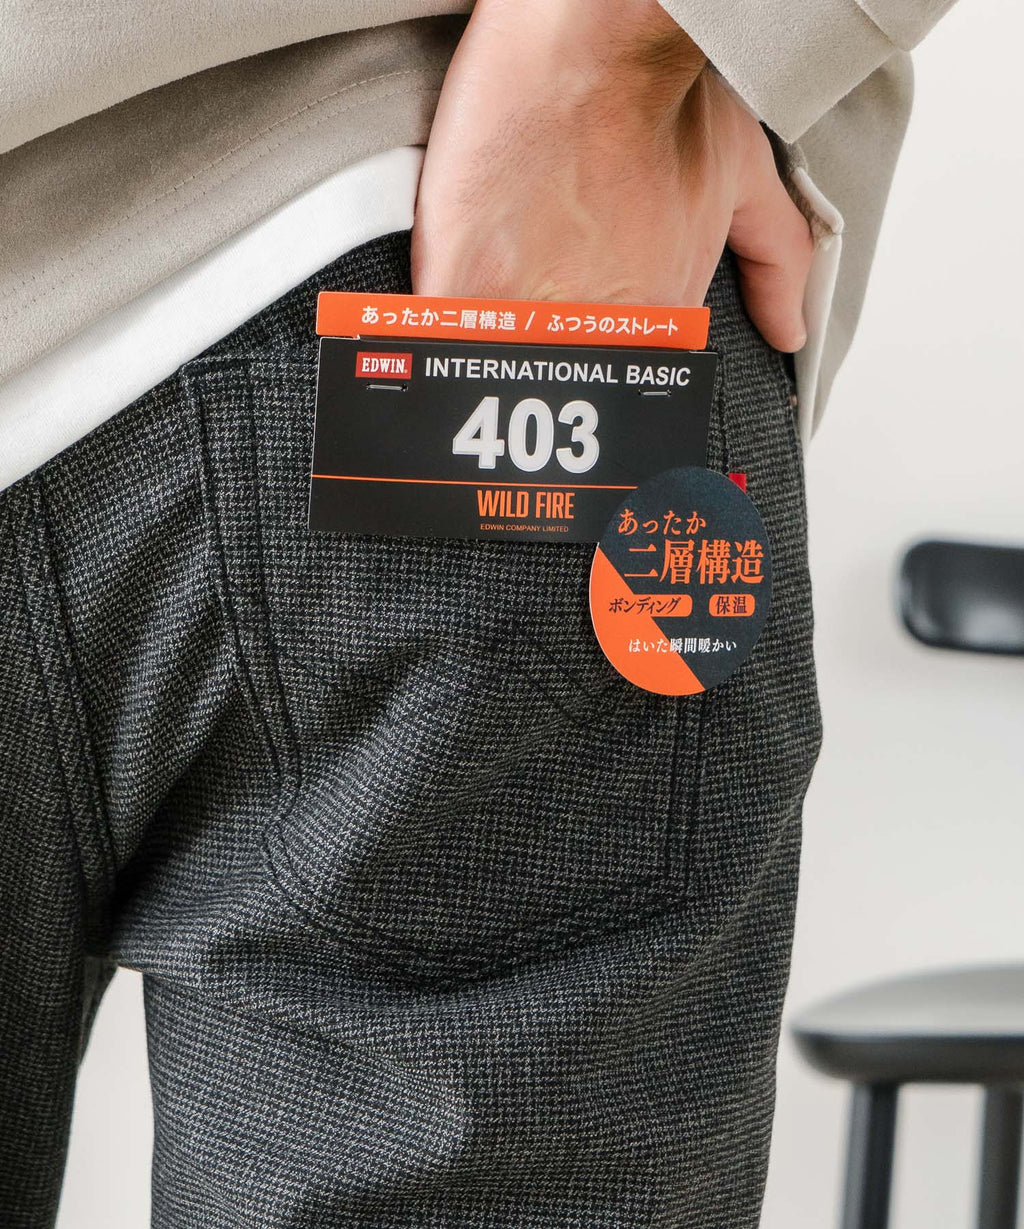 あったか二層構造 / ふつうのストレート
EDWIN® INTERNATIONAL BASIC
403
WILD FIRE
EDWIN COMPANY LIMITED
あったか
二層構造
ボンディング 保温
はいた瞬間暖かい